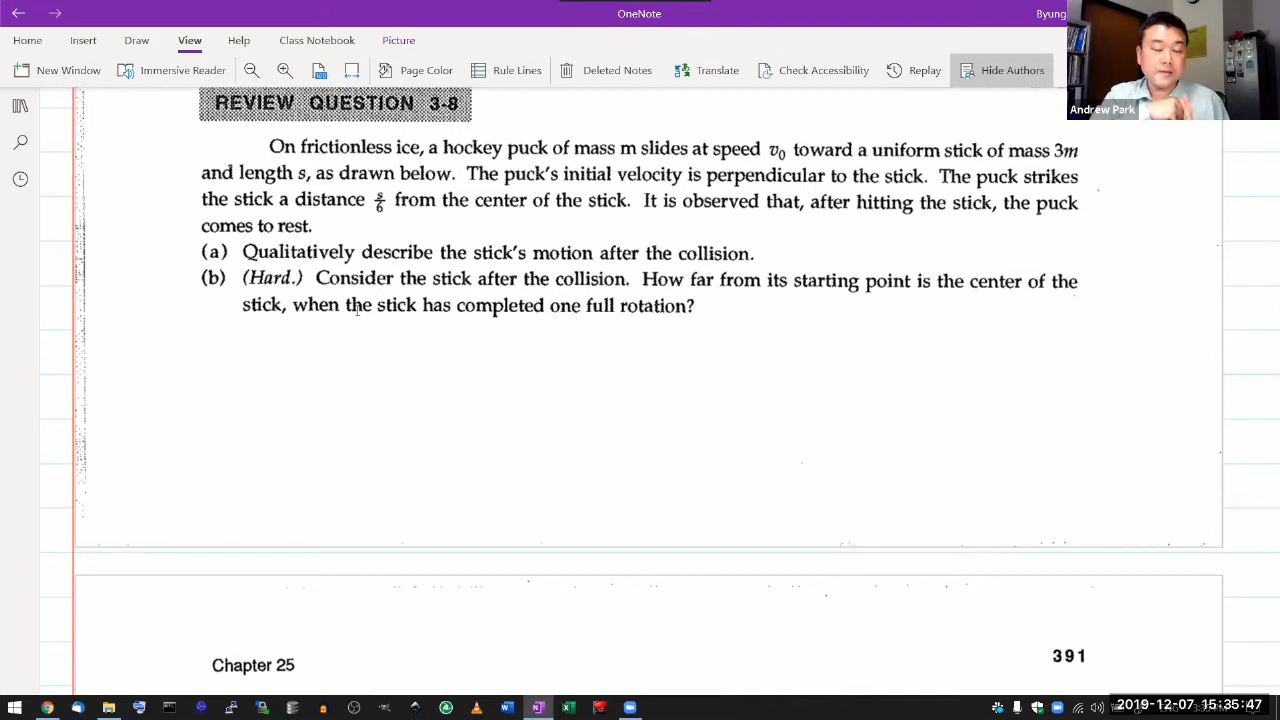 OneNote
Byung
Home Insert Draw View Help Class Notebook Picture
New Window Immersive Reader Page Color Rule Lines Deleted Notes Translate Check Accessibility Replay Hide Authors
Andrew Park
REVIEW QUESTION 3-8
On frictionless ice, a hockey puck of mass m slides at speed v₀ toward a uniform stick of mass 3m
and length s, as drawn below. The puck's initial velocity is perpendicular to the stick. The puck strikes
the stick a distance s/6 from the center of the stick. It is observed that, after hitting the stick, the puck
comes to rest.
(a) Qualitatively describe the stick's motion after the collision.
(b) (Hard.) Consider the stick after the collision. How far from its starting point is the center of the
stick, when the stick has completed one full rotation?
Chapter 25
391
2019-12-07 15:35:47